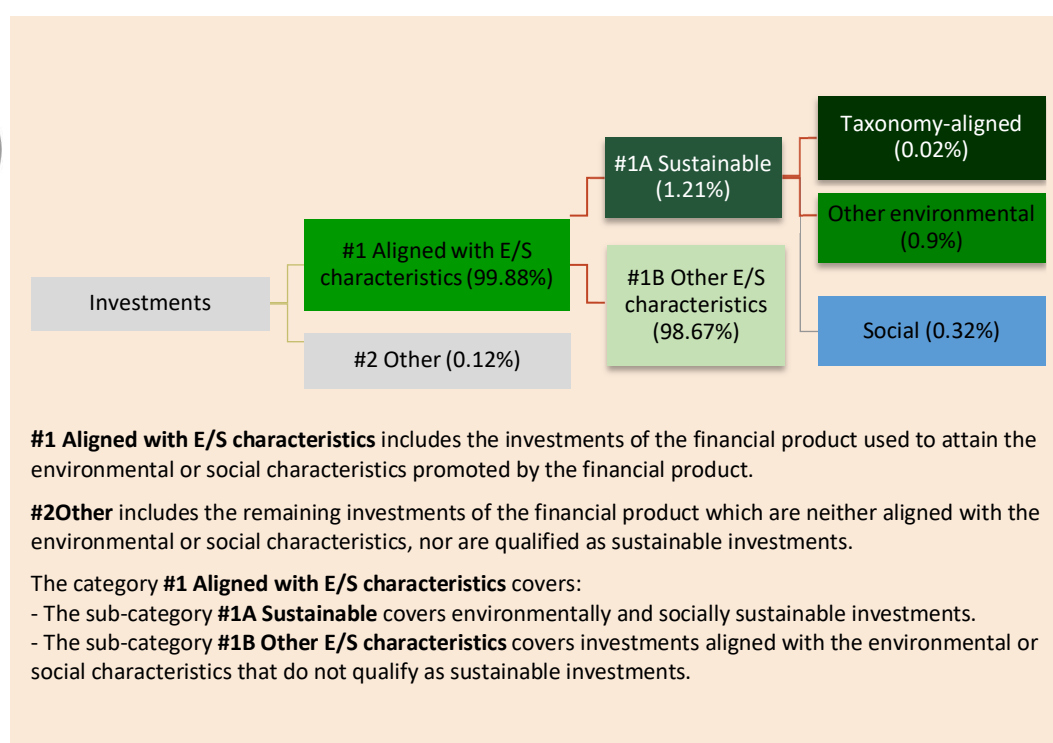 Taxonomy-aligned
(0.02%)
#1A Sustainable
(1.21%)
Other environmental
(0.9%)
#1 Aligned with E/S
characteristics (99.88%)
#1B Other E/S
characteristics
(98.67%)
Investments
Social (0.32%)
#2 Other (0.12%)
#1 Aligned with E/S characteristics includes the investments of the financial product used to attain the
environmental or social characteristics promoted by the financial product.
#2Other includes the remaining investments of the financial product which are neither aligned with the
environmental or social characteristics, nor are qualified as sustainable investments.
The category #1 Aligned with E/S characteristics covers:
- The sub-category #1A Sustainable covers environmentally and socially sustainable investments.
- The sub-category #1B Other E/S characteristics covers investments aligned with the environmental or
social characteristics that do not qualify as sustainable investments.